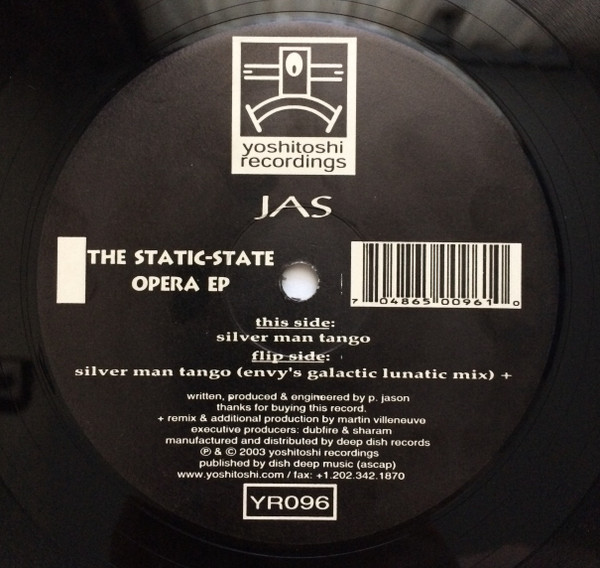 yoshitoshi
recordings
JAS
THE STATIC-STATE
OPERA EP
7 04865 00961 0
this side:
silver man tango
flip side:
silver man tango (envy's galactic lunatic mix) +
written, produced & engineered by p. jason
thanks for buying this record.
+ remix & additional production by martin villeneuve
executive producers: dubfire & sharam
manufactured and distributed by deep dish records
℗ & © 2003 yoshitoshi recordings
published by dish deep music (ascap)
www.yoshitoshi.com / fax: +1.202.342.1870
YR096